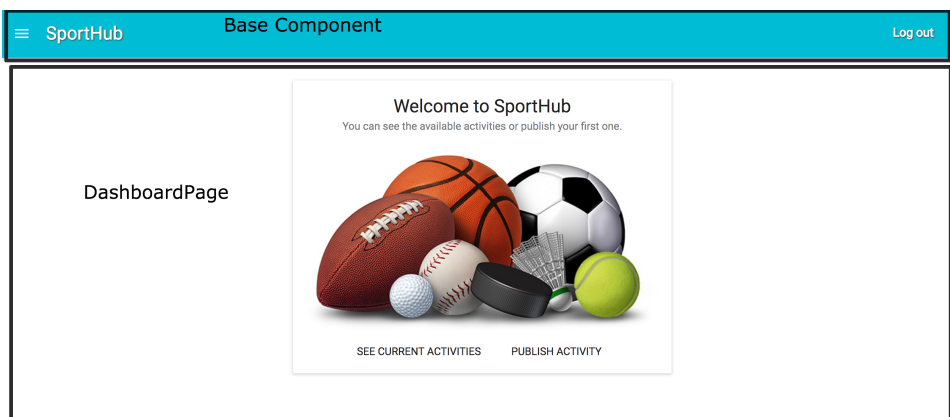 Base Component
SportHub
Log out
Welcome to SportHub
You can see the available activities or publish your first one.
DashboardPage
SEE CURRENT ACTIVITIES
PUBLISH ACTIVITY